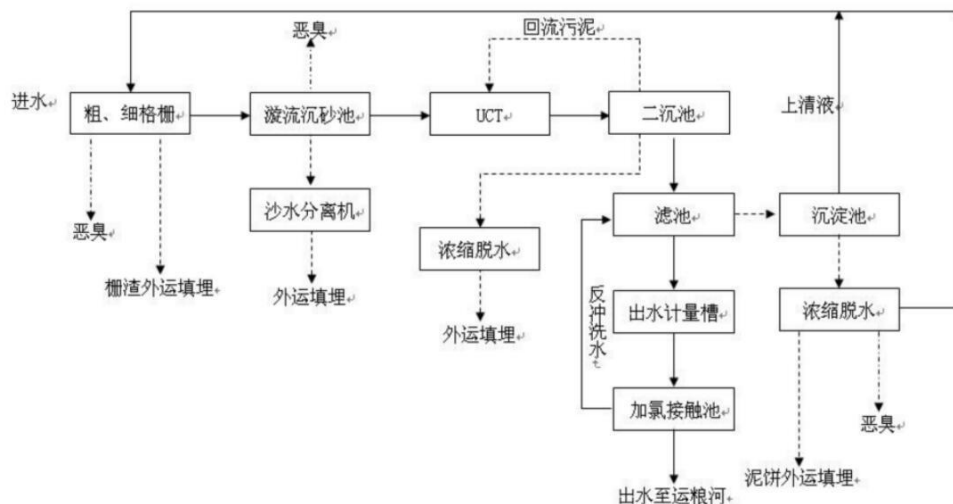 恶臭
回流污泥
进水
粗、细格栅
漩流沉砂池
UCT
二沉池
上清液
沙水分离机
滤池
沉淀池
恶臭
浓缩脱水
栅渣外运填埋
外运填埋
反冲洗水
出水计量槽
浓缩脱水
外运填埋
加氯接触池
恶臭
泥饼外运填埋
出水至运粮河